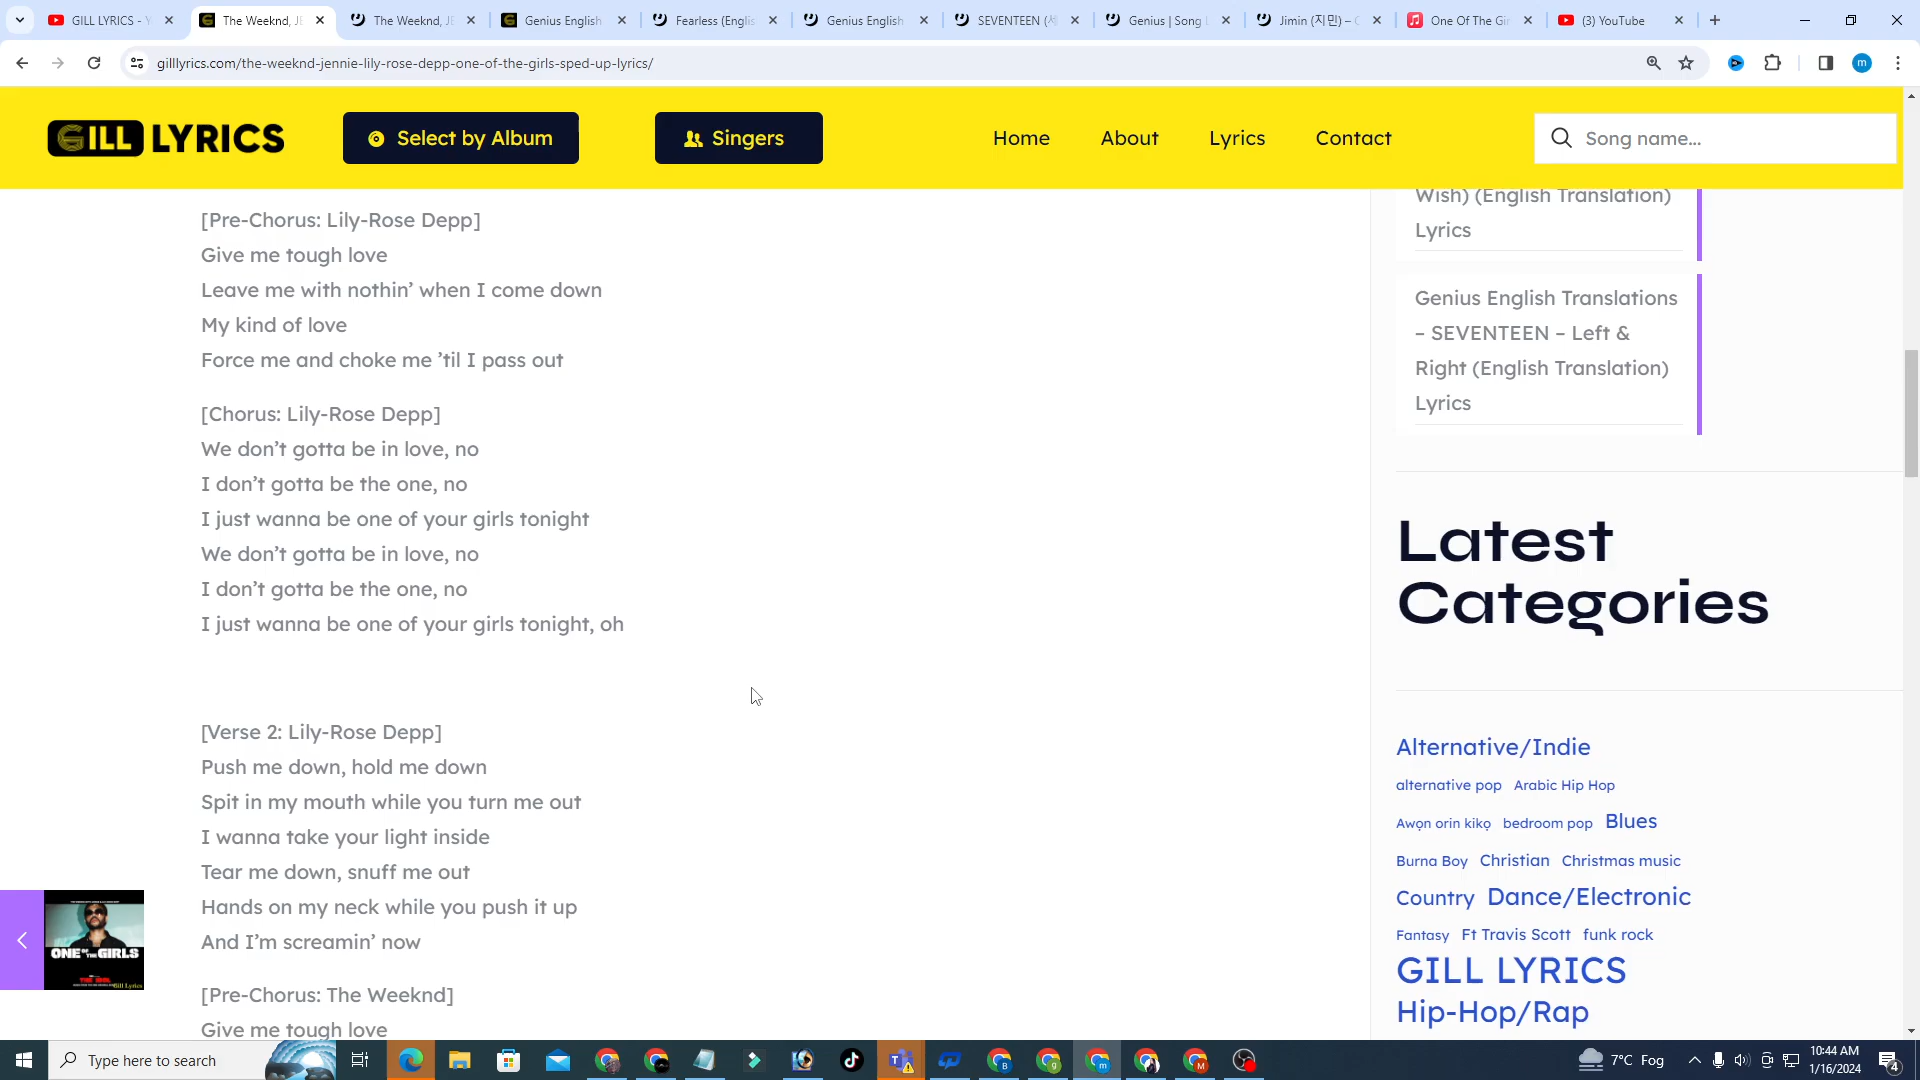 GILL LYRICS - Y
The Weeknd, JE
The Weeknd, JE
Genius English
Fearless (Englis
Genius English
SEVENTEEN (세
Genius | Song L
Jimin (지민) – C
One Of The Gir
(3) YouTube
gilllyrics.com/the-weeknd-jennie-lily-rose-depp-one-of-the-girls-sped-up-lyrics/
m
GILL LYRICS
Select by Album
Singers
Home
About
Lyrics
Contact
Song name...
[Pre-Chorus: Lily-Rose Depp]
Give me tough love
Leave me with nothin’ when I come down
My kind of love
Force me and choke me ’til I pass out
[Chorus: Lily-Rose Depp]
We don’t gotta be in love, no
I don’t gotta be the one, no
I just wanna be one of your girls tonight
We don’t gotta be in love, no
I don’t gotta be the one, no
I just wanna be one of your girls tonight, oh
[Verse 2: Lily-Rose Depp]
Push me down, hold me down
Spit in my mouth while you turn me out
I wanna take your light inside
Tear me down, snuff me out
Hands on my neck while you push it up
And I’m screamin’ now
[Pre-Chorus: The Weeknd]
Give me tough love
Wish) (English Translation)
Lyrics
Genius English Translations
– SEVENTEEN – Left &
Right (English Translation)
Lyrics
Latest
Categories
Alternative/Indie
alternative pop Arabic Hip Hop
Awọn orin kikọ bedroom pop Blues
Burna Boy Christian Christmas music
Country Dance/Electronic
Fantasy Ft Travis Scott funk rock
GILL LYRICS
Hip-Hop/Rap
ONE OF THE GIRLS
Gill Lyrics
Type here to search
7°C Fog
10:44 AM
1/16/2024
4